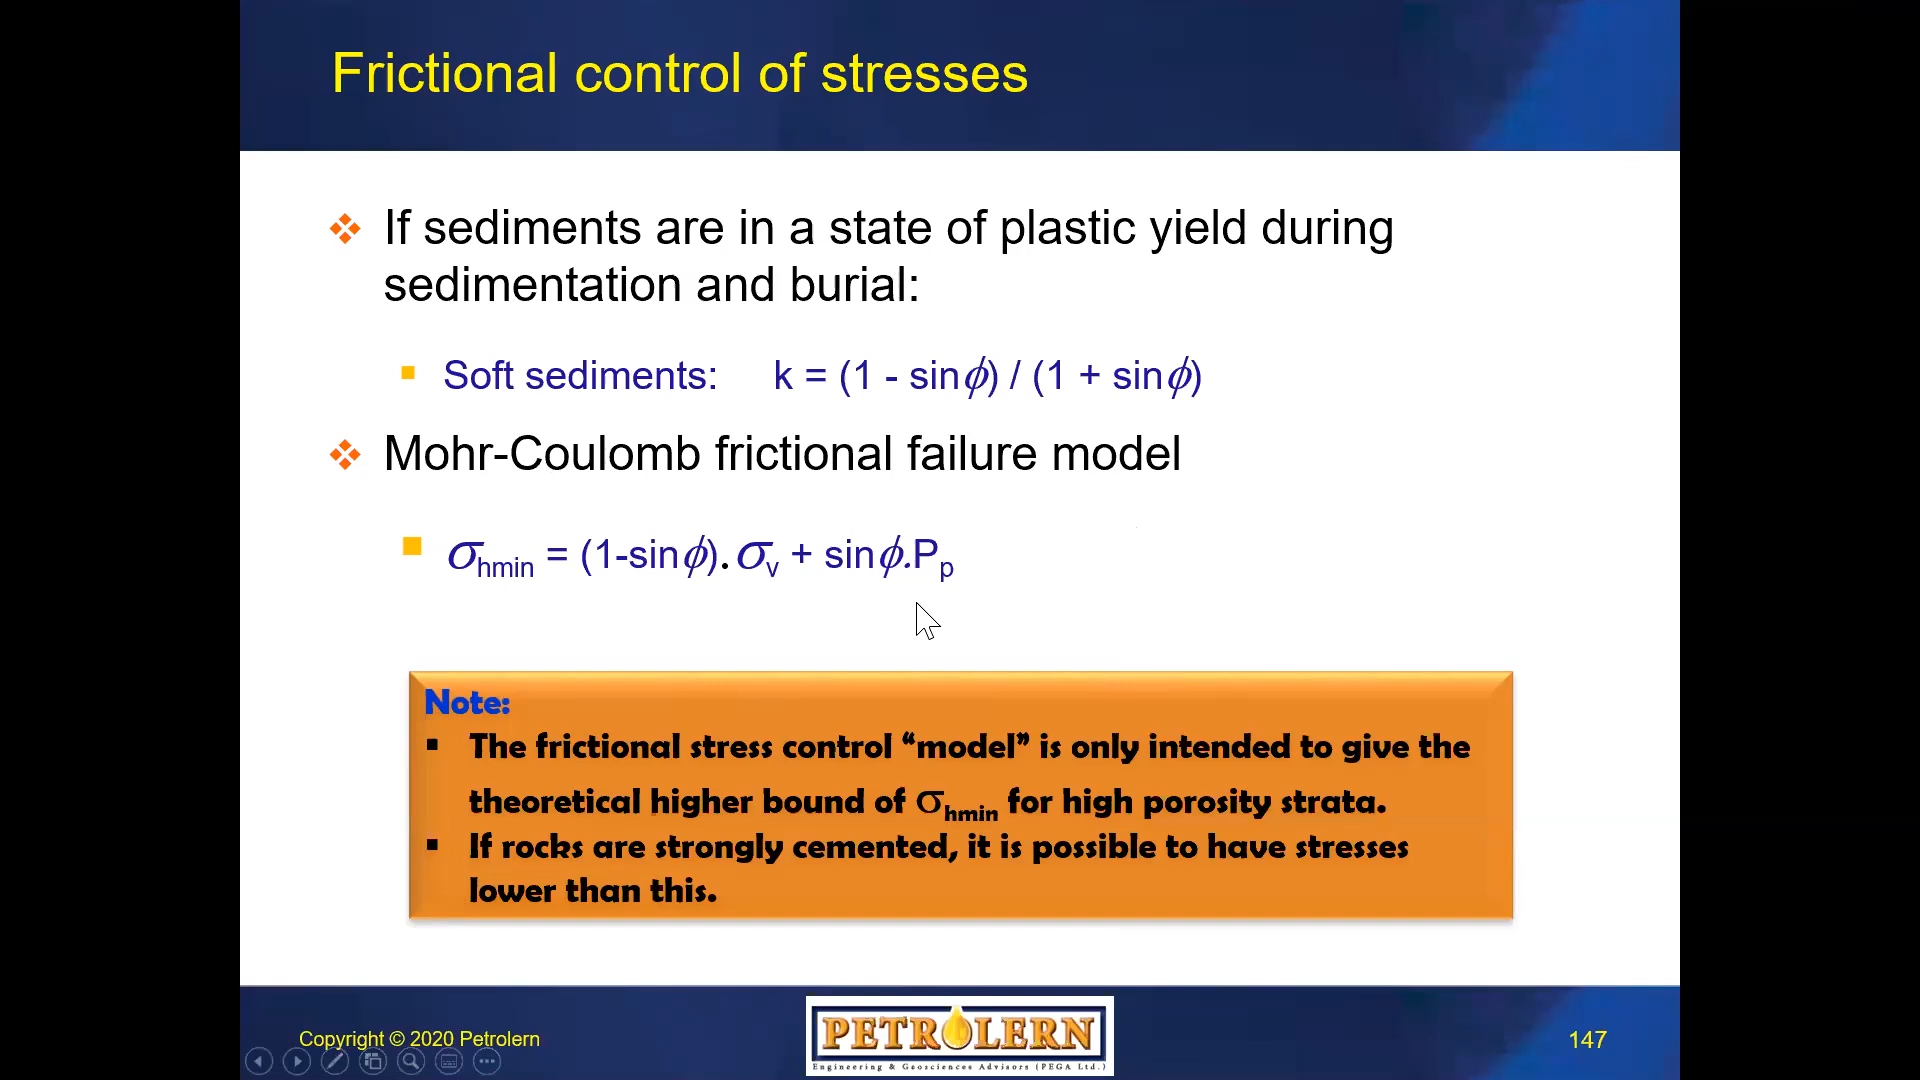 Frictional control of stresses
If sediments are in a state of plastic yield during
sedimentation and burial:
Soft sediments: k = (1 - sinϕ) / (1 + sinϕ)
Mohr-Coulomb frictional failure model
σhmin = (1-sinϕ).σv + sinϕ.Pp
Note:
The frictional stress control “model” is only intended to give the
theoretical higher bound of σhmin for high porosity strata.
If rocks are strongly cemented, it is possible to have stresses
lower than this.
Copyright © 2020 Petrolern
PETROLERN
Engineering & Geosciences Advisors (PEGA Ltd.)
147